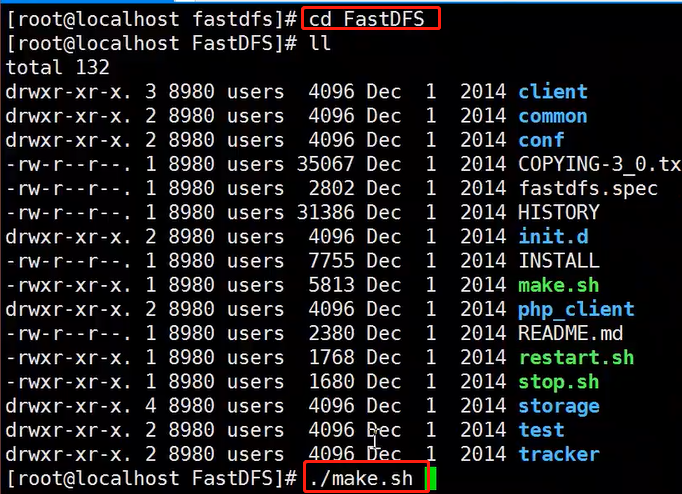 [root@localhost fastdfs]# cd FastDFS
[root@localhost FastDFS]# ll
total 132
drwxr-xr-x. 3 8980 users  4096 Dec  1  2014 client
drwxr-xr-x. 2 8980 users  4096 Dec  1  2014 common
drwxr-xr-x. 2 8980 users  4096 Dec  1  2014 conf
-rw-r--r--. 1 8980 users 35067 Dec  1  2014 COPYING-3_0.tx
-rw-r--r--. 1 8980 users  2802 Dec  1  2014 fastdfs.spec
-rw-r--r--. 1 8980 users 31386 Dec  1  2014 HISTORY
drwxr-xr-x. 2 8980 users  4096 Dec  1  2014 init.d
-rw-r--r--. 1 8980 users  7755 Dec  1  2014 INSTALL
-rwxr-xr-x. 1 8980 users  5813 Dec  1  2014 make.sh
drwxr-xr-x. 2 8980 users  4096 Dec  1  2014 php_client
-rw-r--r--. 1 8980 users  2380 Dec  1  2014 README.md
-rwxr-xr-x. 1 8980 users  1768 Dec  1  2014 restart.sh
-rwxr-xr-x. 1 8980 users  1680 Dec  1  2014 stop.sh
drwxr-xr-x. 4 8980 users  4096 Dec  1  2014 storage
drwxr-xr-x. 2 8980 users  4096 Dec  1  2014 test
drwxr-xr-x. 2 8980 users  4096 Dec  1  2014 tracker
[root@localhost FastDFS]# ./make.sh